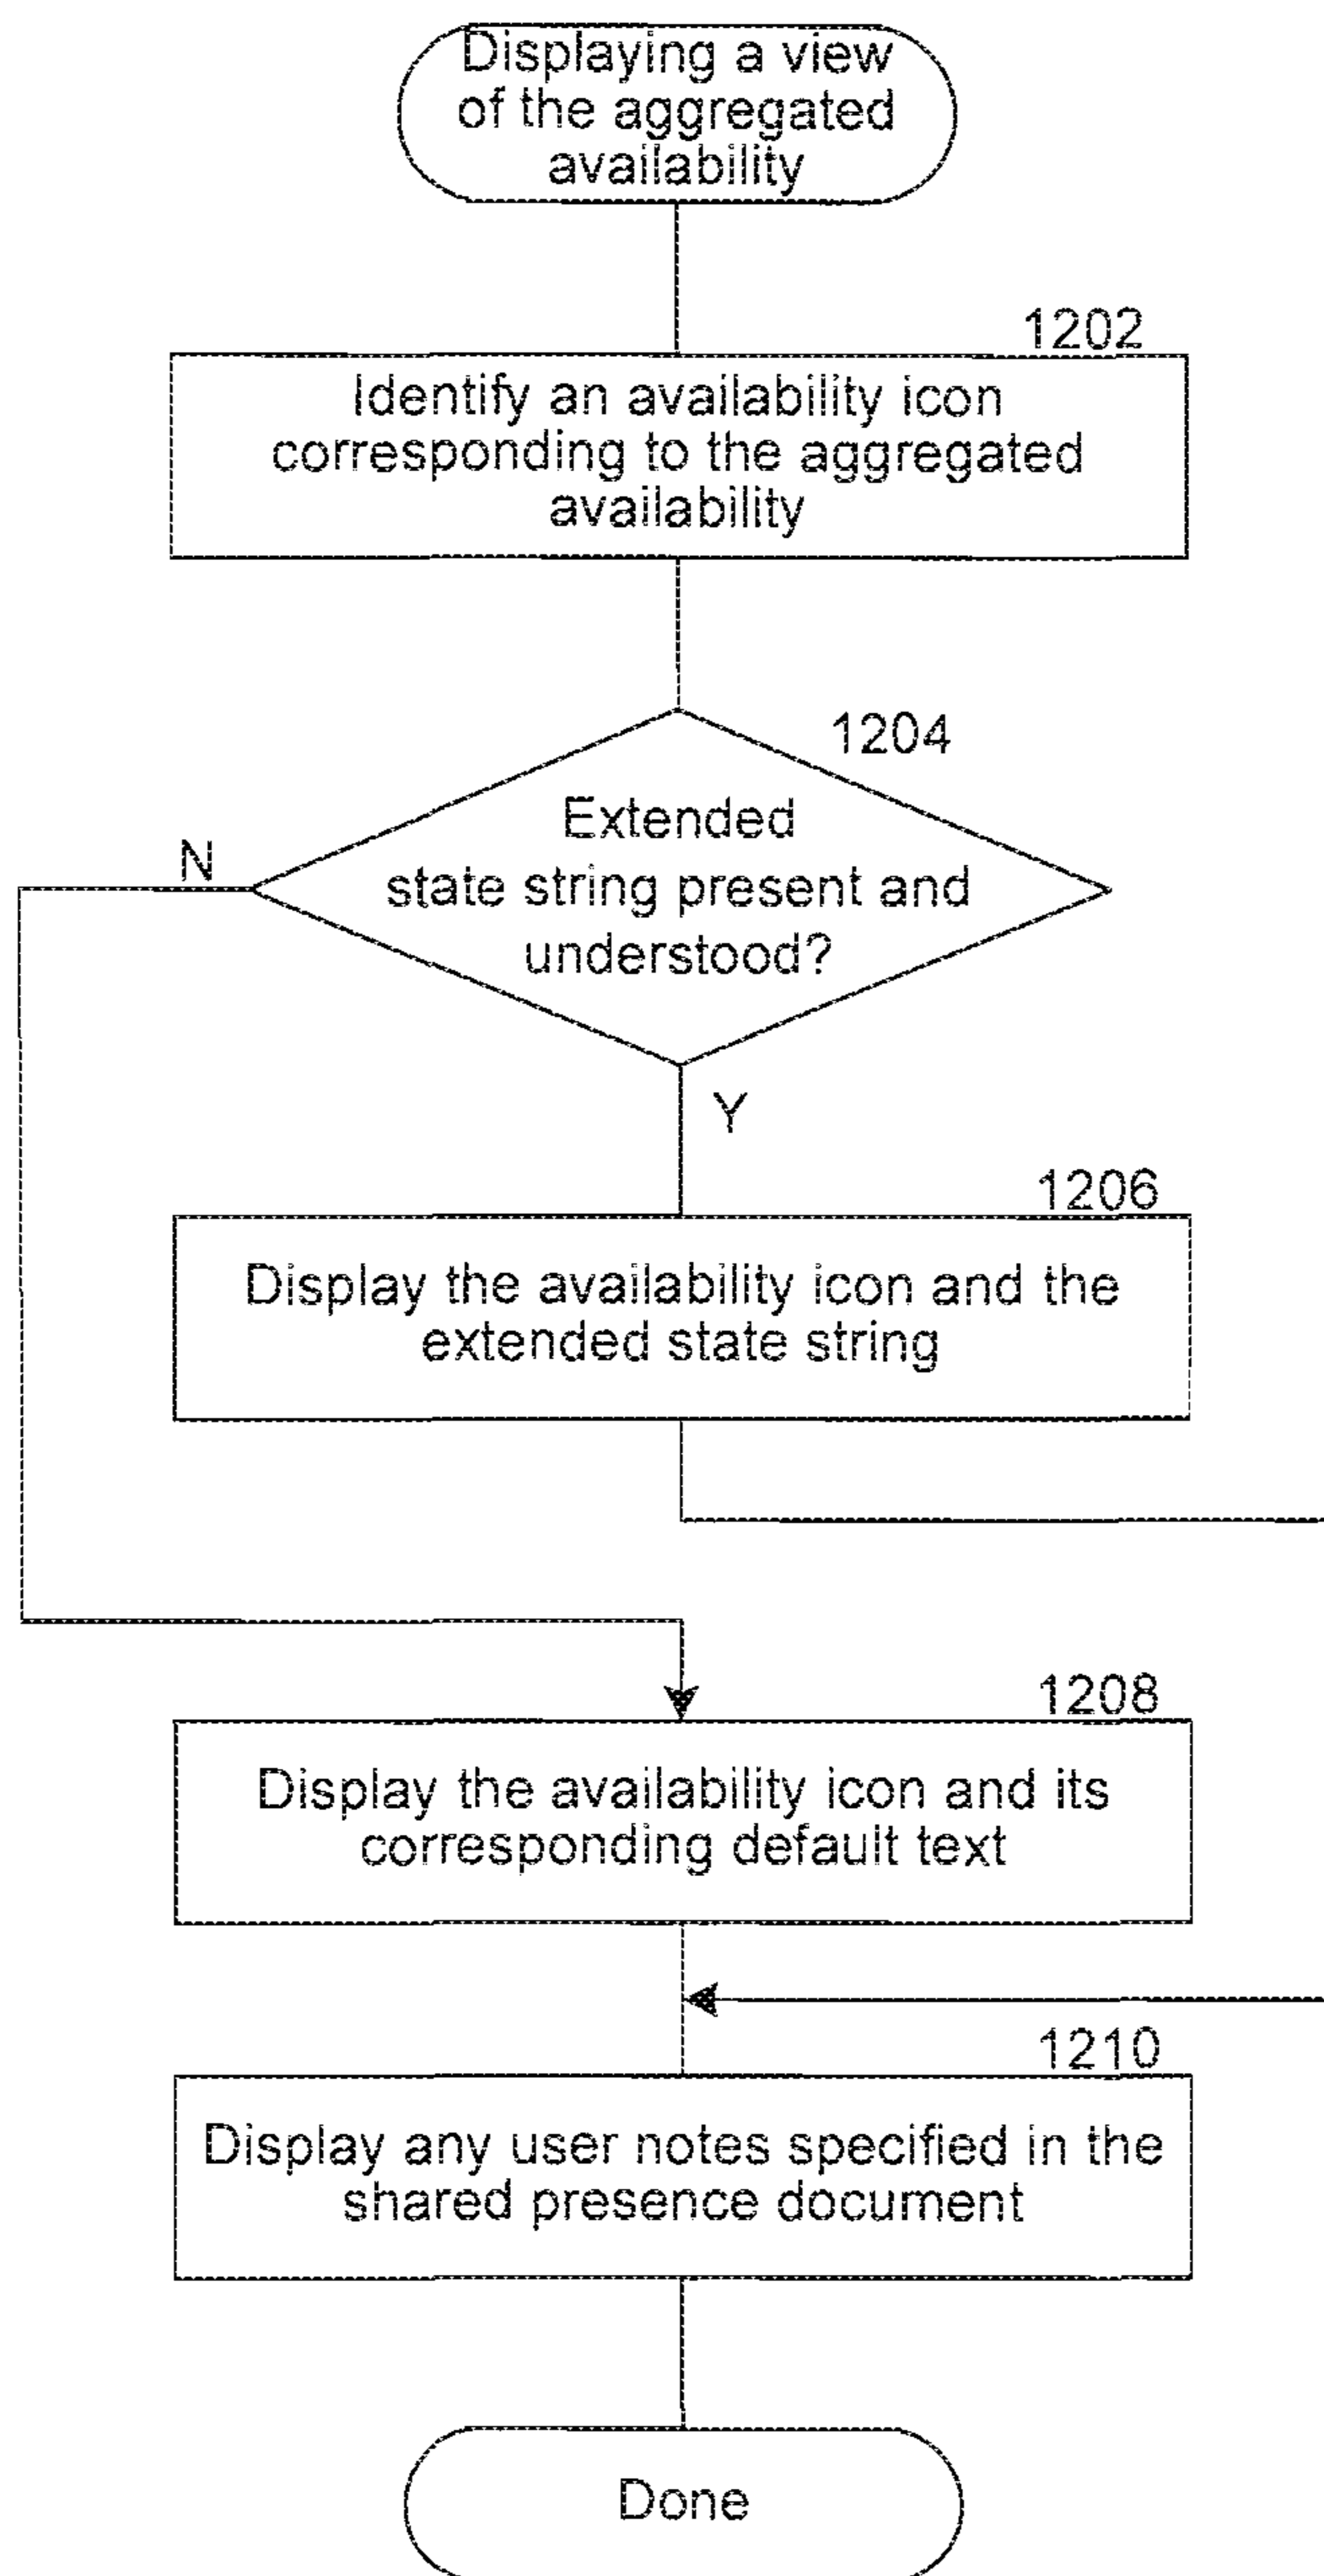 Displaying a view
of the aggregated
availability
1202
Identify an availability icon
corresponding to the aggregated
availability
1204
Extended
state string present and
understood?
N
Y
1206
Display the availability icon and the
extended state string
1208
Display the availability icon and its
corresponding default text
1210
Display any user notes specified in the
shared presence document
Done